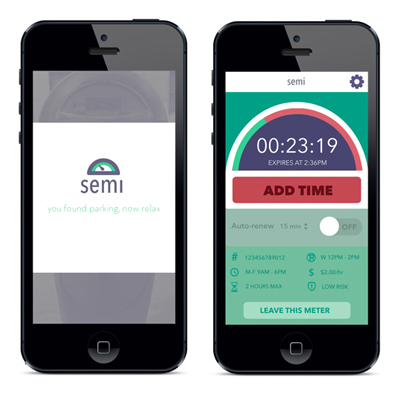 semi
you found parking, now relax
semi
00:23:19
EXPIRES AT 2:36PM
ADD TIME
Auto-renew 15 min OFF
# 123456789012
W 12PM - 2PM
M-F 9AM - 6PM
$2.00/hr
2 HOURS MAX
LOW RISK
LEAVE THIS METER